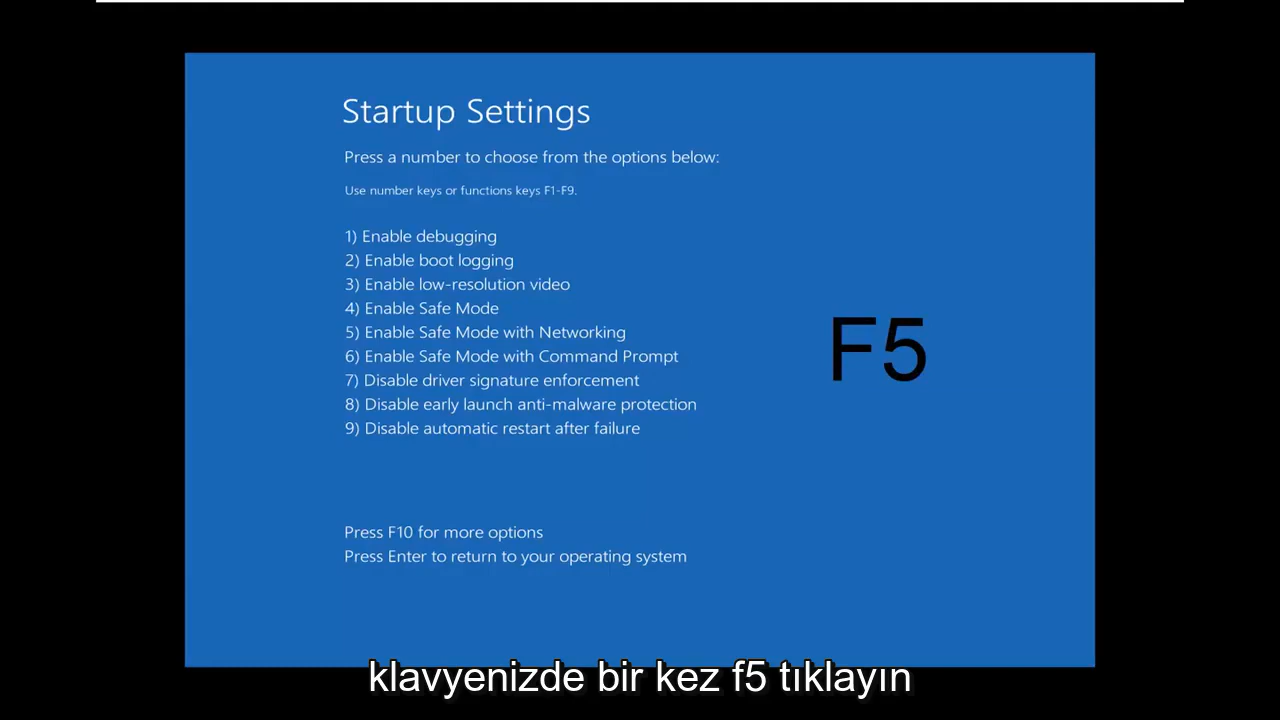 Startup Settings
Press a number to choose from the options below:
Use number keys or functions keys F1-F9.
1) Enable debugging
2) Enable boot logging
3) Enable low-resolution video
4) Enable Safe Mode
5) Enable Safe Mode with Networking
6) Enable Safe Mode with Command Prompt
7) Disable driver signature enforcement
8) Disable early launch anti-malware protection
9) Disable automatic restart after failure
F5
Press F10 for more options
Press Enter to return to your operating system
klavyenizde bir kez f5 tıklayın